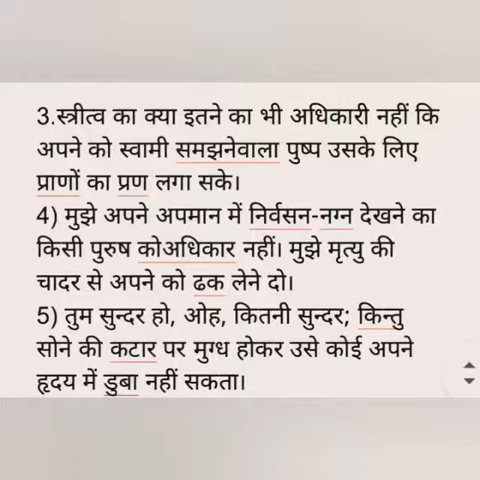 3.स्त्रीत्व का क्या इतने का भी अधिकारी नहीं कि
अपने को स्वामी समझनेवाला पुष्प उसके लिए
प्राणों का प्रण लगा सके।
4) मुझे अपने अपमान में निर्वसन-नग्न देखने का
किसी पुरुष कोअधिकार नहीं। मुझे मृत्यु की
चादर से अपने को ढक लेने दो।
5) तुम सुन्दर हो, ओह, कितनी सुन्दर; किन्तु
सोने की कटार पर मुग्ध होकर उसे कोई अपने
हृदय में डुबा नहीं सकता।